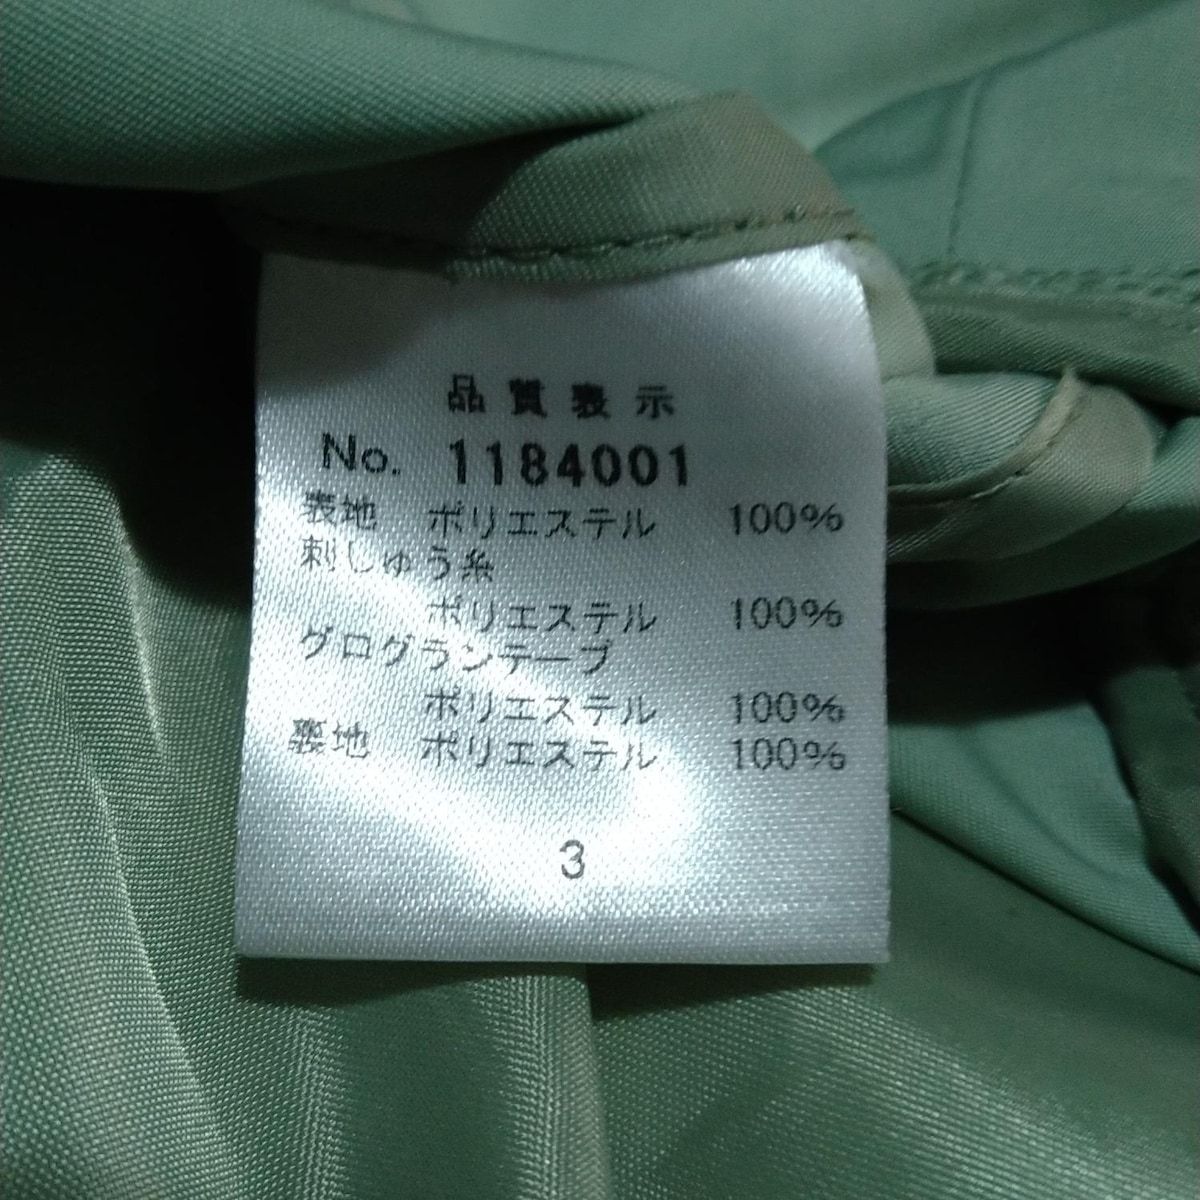 品質表示
No. 1184001
表地 ポリエステル 100%
刺しゅう糸
ポリエステル 100%
グログランテープ
ポリエステル 100%
裏地 ポリエステル 100%
3